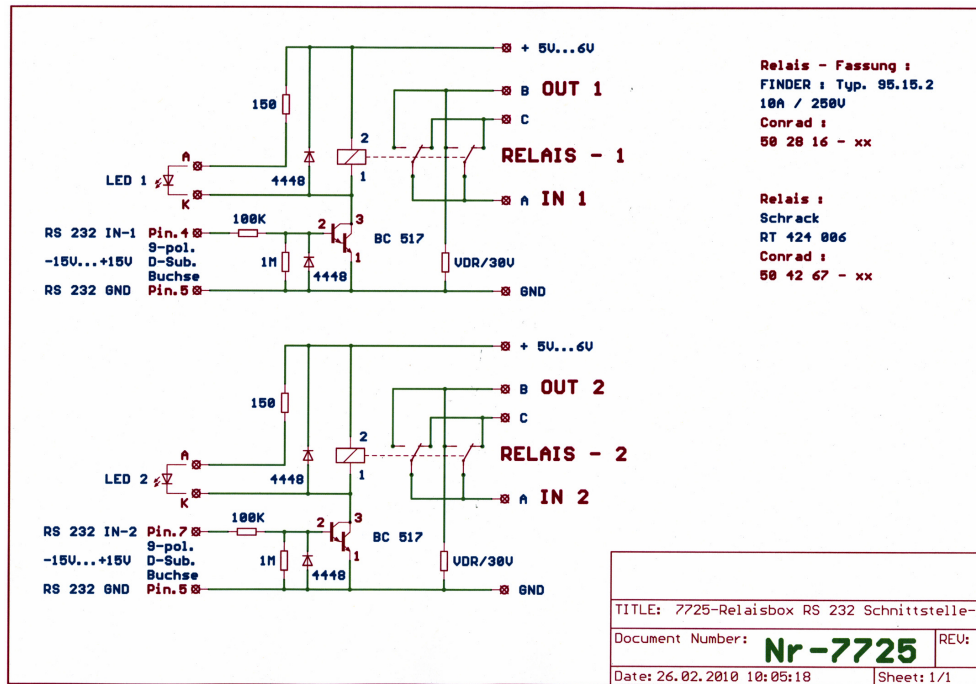 + 5V...6V
150
B OUT 1
C
2
RELAIS - 1
1
A
LED 1
4448
K
A IN 1
100K
2 3
RS 232 IN-1 Pin.4
BC 517
9-pol.
-15V...+15V D-Sub.
1M
1
VDR/30V
Buchse
4448
RS 232 GND Pin.5
GND
Relais - Fassung :
FINDER : Typ. 95.15.2
10A / 250V
Conrad :
50 28 16 - xx
Relais :
Schrack
RT 424 006
Conrad :
50 42 67 - xx
+ 5V...6V
150
B OUT 2
C
2
RELAIS - 2
1
A
LED 2
4448
K
A IN 2
100K
2 3
RS 232 IN-2 Pin.7
BC 517
9-pol.
-15V...+15V D-Sub.
1M
1
VDR/30V
Buchse
4448
RS 232 GND Pin.5
GND
TITLE: 7725-Relaisbox RS 232 Schnittstelle-
Document Number: Nr-7725
REV:
Date: 26.02.2010 10:05:18
Sheet: 1/1